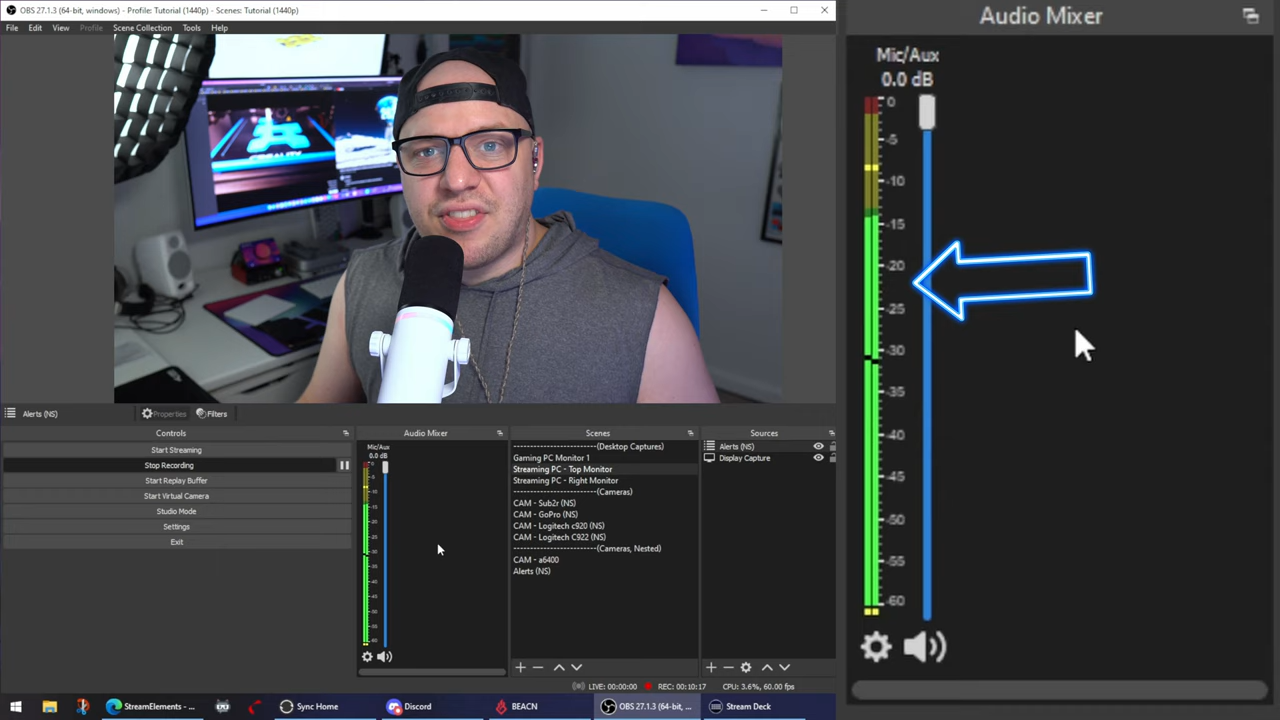 OBS 27.1.3 (64-bit, windows) - Profile: Tutorial (1440p) - Scenes: Tutorial (1440p)
File Edit View Profile Scene Collection Tools Help
CREALITY
Alerts (NS) Properties Filters
Controls
Start Streaming
Stop Recording
Start Replay Buffer
Start Virtual Camera
Studio Mode
Settings
Exit
Audio Mixer
Mic/Aux
0.0 dB
Scenes
------------------------(Desktop Captures)
Gaming PC Monitor 1
Streaming PC - Top Monitor
Streaming PC - Right Monitor
------------------------(Cameras)
CAM - Sub2r (NS)
CAM - GoPro (NS)
CAM - Logitech c920 (NS)
CAM - Logitech C922 (NS)
------------------------(Cameras, Nested)
CAM - a6400
Alerts (NS)
Sources
Alerts (NS)
Display Capture
LIVE: 00:00:00 REC: 00:10:17 CPU: 3.6%, 60.00 fps
StreamElements - ... Sync Home Discord BEACN OBS 27.1.3 (64-bit, ... Stream Deck
Audio Mixer
Mic/Aux
0.0 dB
0
-5
-10
-15
-20
-25
-30
-35
-40
-45
-50
-55
-60